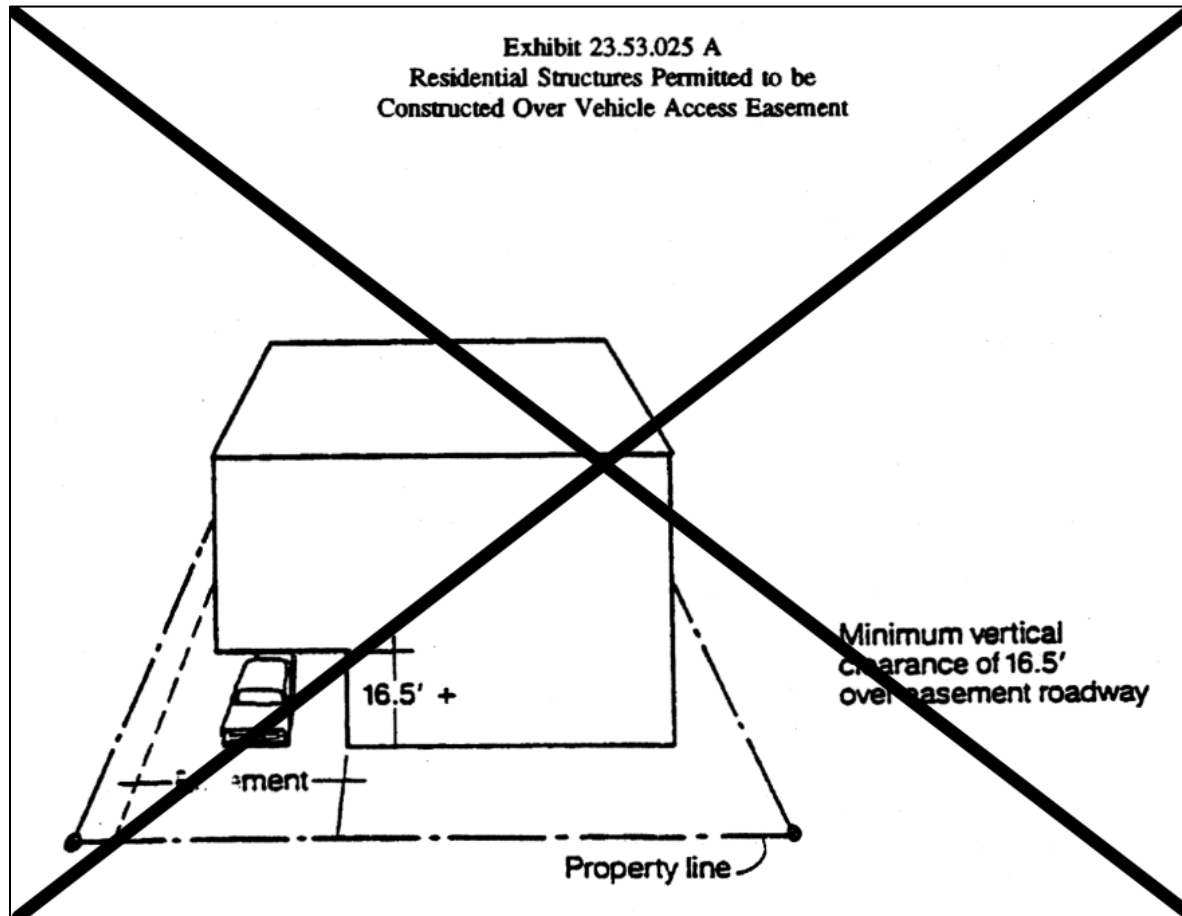 Exhibit 23.53.025 A
Residential Structures Permitted to be
Constructed Over Vehicle Access Easement
Minimum vertical
clearance of 16.5'
over easement roadway
16.5' +
Property line